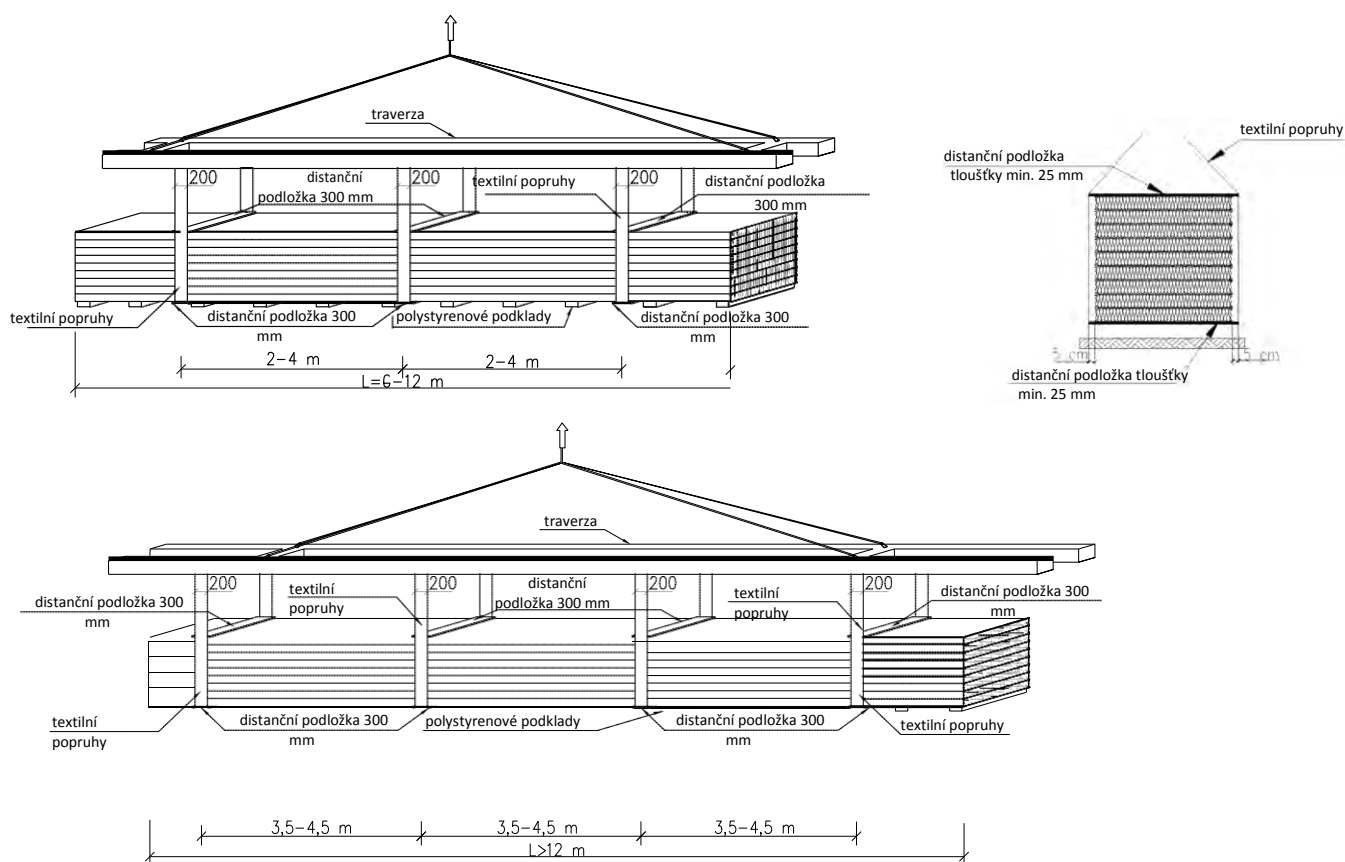 traverza
textilní popruhy
distanční podložka
tloušťky min. 25 mm
200
distanční
podložka 300 mm
200
textilní popruhy
200
distanční podložka
300 mm
textilní popruhy
distanční podložka 300
mm
polystyrenové podklady
distanční podložka 300
mm
2-4 m
2-4 m
L=6-12 m
5 cm
5 cm
distanční podložka tloušťky
min. 25 mm
traverza
distanční podložka 300
mm
200
textilní
popruhy
200
distanční
podložka 300 mm
200
textilní
popruhy
200
distanční podložka 300
mm
textilní
popruhy
distanční podložka 300
mm
polystyrenové podklady
distanční podložka 300
mm
textilní popruhy
3,5-4,5 m
3,5-4,5 m
3,5-4,5 m
L>12 m